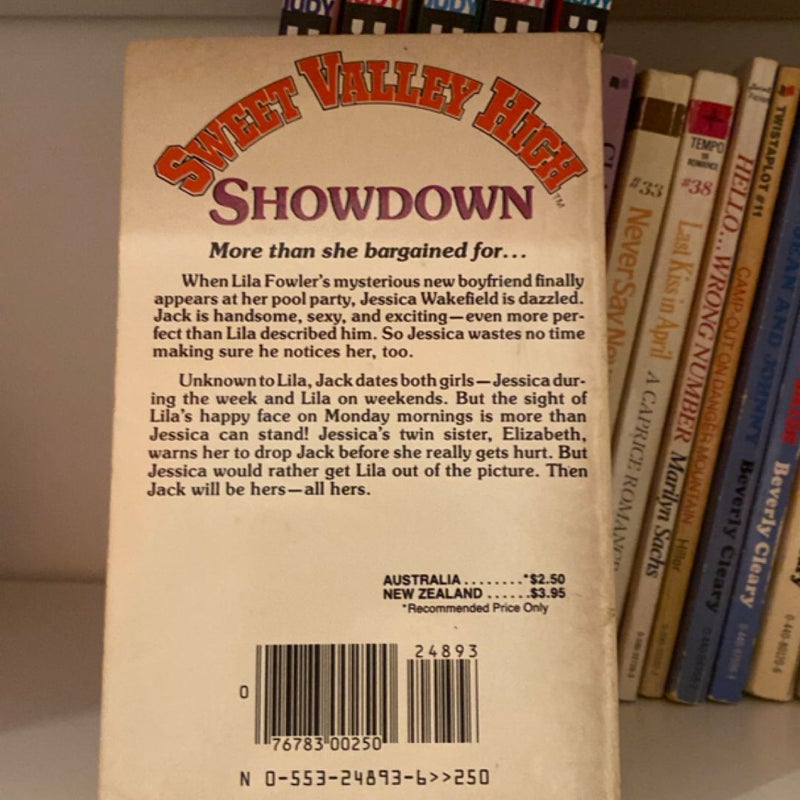 SWEET VALLEY HIGH
TM
SHOWDOWN
More than she bargained for...
When Lila Fowler's mysterious new boyfriend finally
appears at her pool party, Jessica Wakefield is dazzled.
Jack is handsome, sexy, and exciting—even more per-
fect than Lila described him. So Jessica wastes no time
making sure he notices her, too.
Unknown to Lila, Jack dates both girls—Jessica dur-
ing the week and Lila on weekends. But the sight of
Lila's happy face on Monday mornings is more than
Jessica can stand! Jessica's twin sister, Elizabeth,
warns her to drop Jack before she really gets hurt. But
Jessica would rather get Lila out of the picture. Then
Jack will be hers—all hers.
AUSTRALIA ........*$2.50
NEW ZEALAND ......$3.95
*Recommended Price Only
24893
0
76783 00250
N 0-553-24893-6>>250
#33
Never Say No
A CAPRICE ROMANCE
TEMPO
ROMANCE
#38
Last Kiss in April
HELLO...WRONG NUMBER Marilyn Sachs
TWISTAPLOT #11
CAMP-OUT ON DANGER MOUNTAIN Hiller
JEAN AND JOHNNY Beverly Cleary
Beverly Cleary